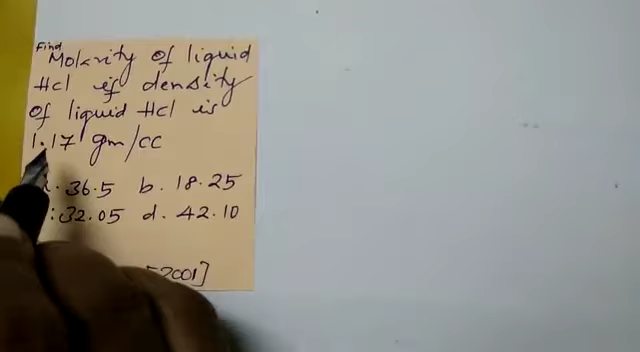 Find
Molarity of liquid
Hcl if density
of liquid Hcl is
1.17 gm/cc
36.5 b. 18.25
: 32.05 d. 42.10
2001]